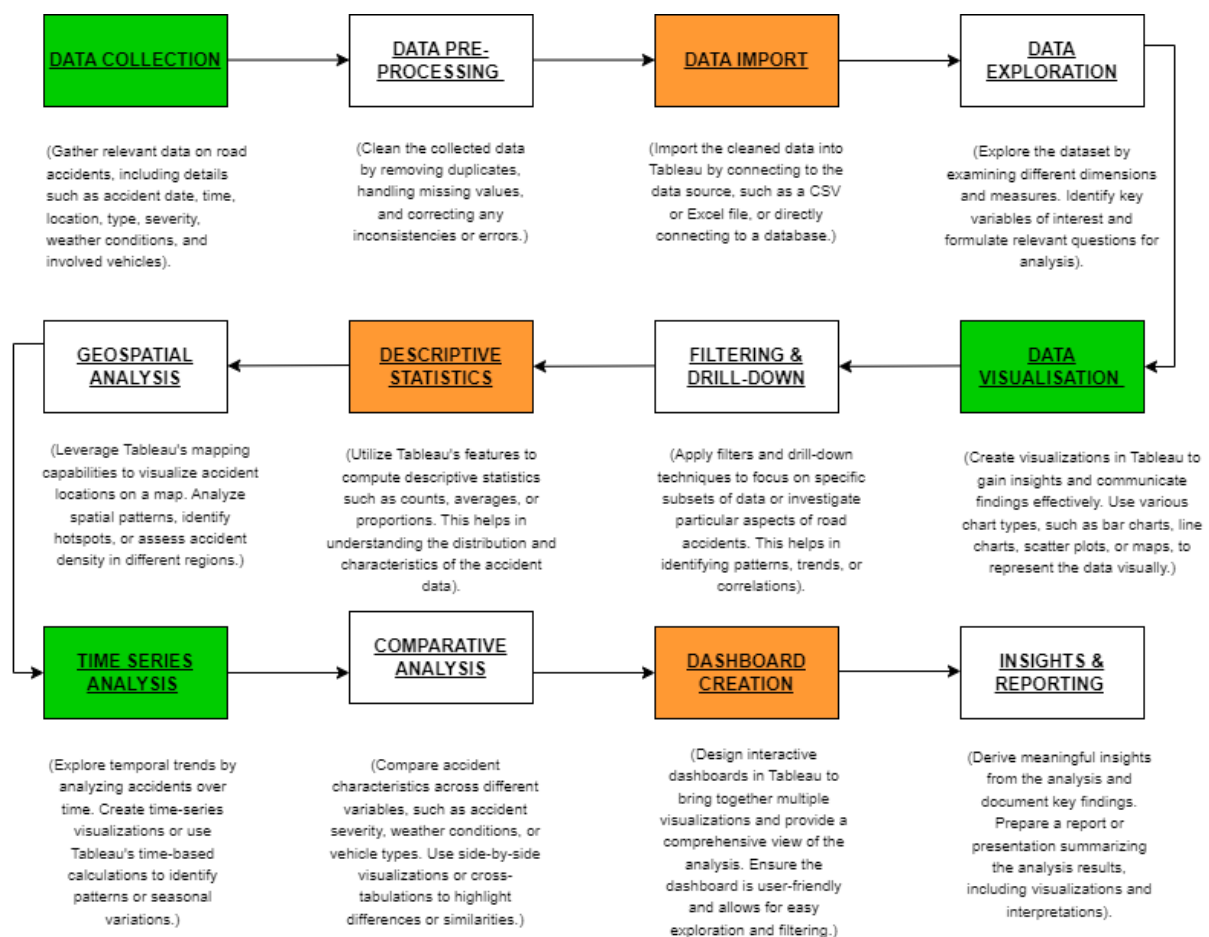 DATA COLLECTION
DATA PRE-
PROCESSING
DATA IMPORT
DATA
EXPLORATION
(Gather relevant data on road
accidents, including details
such as accident date, time,
location, type, severity,
weather conditions, and
involved vehicles).
(Clean the collected data
by removing duplicates,
handling missing values,
and correcting any
inconsistencies or errors.)
(Import the cleaned data into
Tableau by connecting to the
data source, such as a CSV
or Excel file, or directly
connecting to a database.)
(Explore the dataset by
examining different dimensions
and measures. Identify key
variables of interest and
formulate relevant questions for
analysis).
DATA
VISUALISATION
FILTERING &
DRILL-DOWN
DESCRIPTIVE
STATISTICS
GEOSPATIAL
ANALYSIS
(Create visualizations in Tableau to
gain insights and communicate
findings effectively. Use various
chart types, such as bar charts, line
charts, scatter plots, or maps, to
represent the data visually.)
(Apply filters and drill-down
techniques to focus on specific
subsets of data or investigate
particular aspects of road
accidents. This helps in
identifying patterns, trends, or
correlations).
(Utilize Tableau's features to
compute descriptive statistics
such as counts, averages, or
proportions. This helps in
understanding the distribution and
characteristics of the accident
data).
(Leverage Tableau's mapping
capabilities to visualize accident
locations on a map. Analyze
spatial patterns, identify
hotspots, or assess accident
density in different regions.)
TIME SERIES
ANALYSIS
COMPARATIVE
ANALYSIS
DASHBOARD
CREATION
INSIGHTS &
REPORTING
(Explore temporal trends by
analyzing accidents over
time. Create time-series
visualizations or use
Tableau's time-based
calculations to identify
patterns or seasonal
variations.)
(Compare accident
characteristics across different
variables, such as accident
severity, weather conditions, or
vehicle types. Use side-by-side
visualizations or cross-
tabulations to highlight
differences or similarities.)
(Design interactive
dashboards in Tableau to
bring together multiple
visualizations and provide a
comprehensive view of the
analysis. Ensure the
dashboard is user-friendly
and allows for easy
exploration and filtering.)
(Derive meaningful insights
from the analysis and
document key findings.
Prepare a report or
presentation summarizing
the analysis results,
including visualizations and
interpretations).